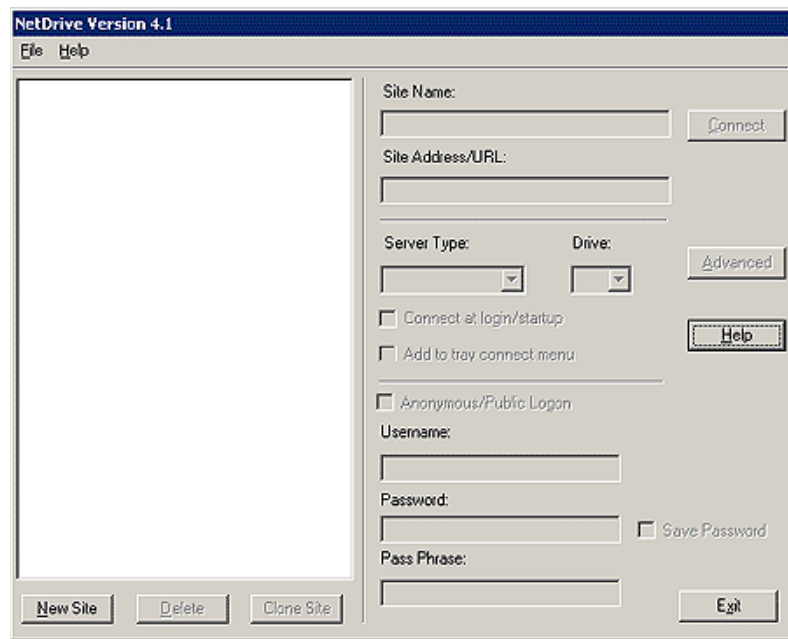 NetDrive Version 4.1
File Help
Site Name:
Connect
Site Address/URL:
Server Type: Drive:
Advanced
Connect at login/startup
Help
Add to tray connect menu
Anonymous/Public Logon
Username:
Password:
Save Password
Pass Phrase:
New Site Delete Clone Site Exit